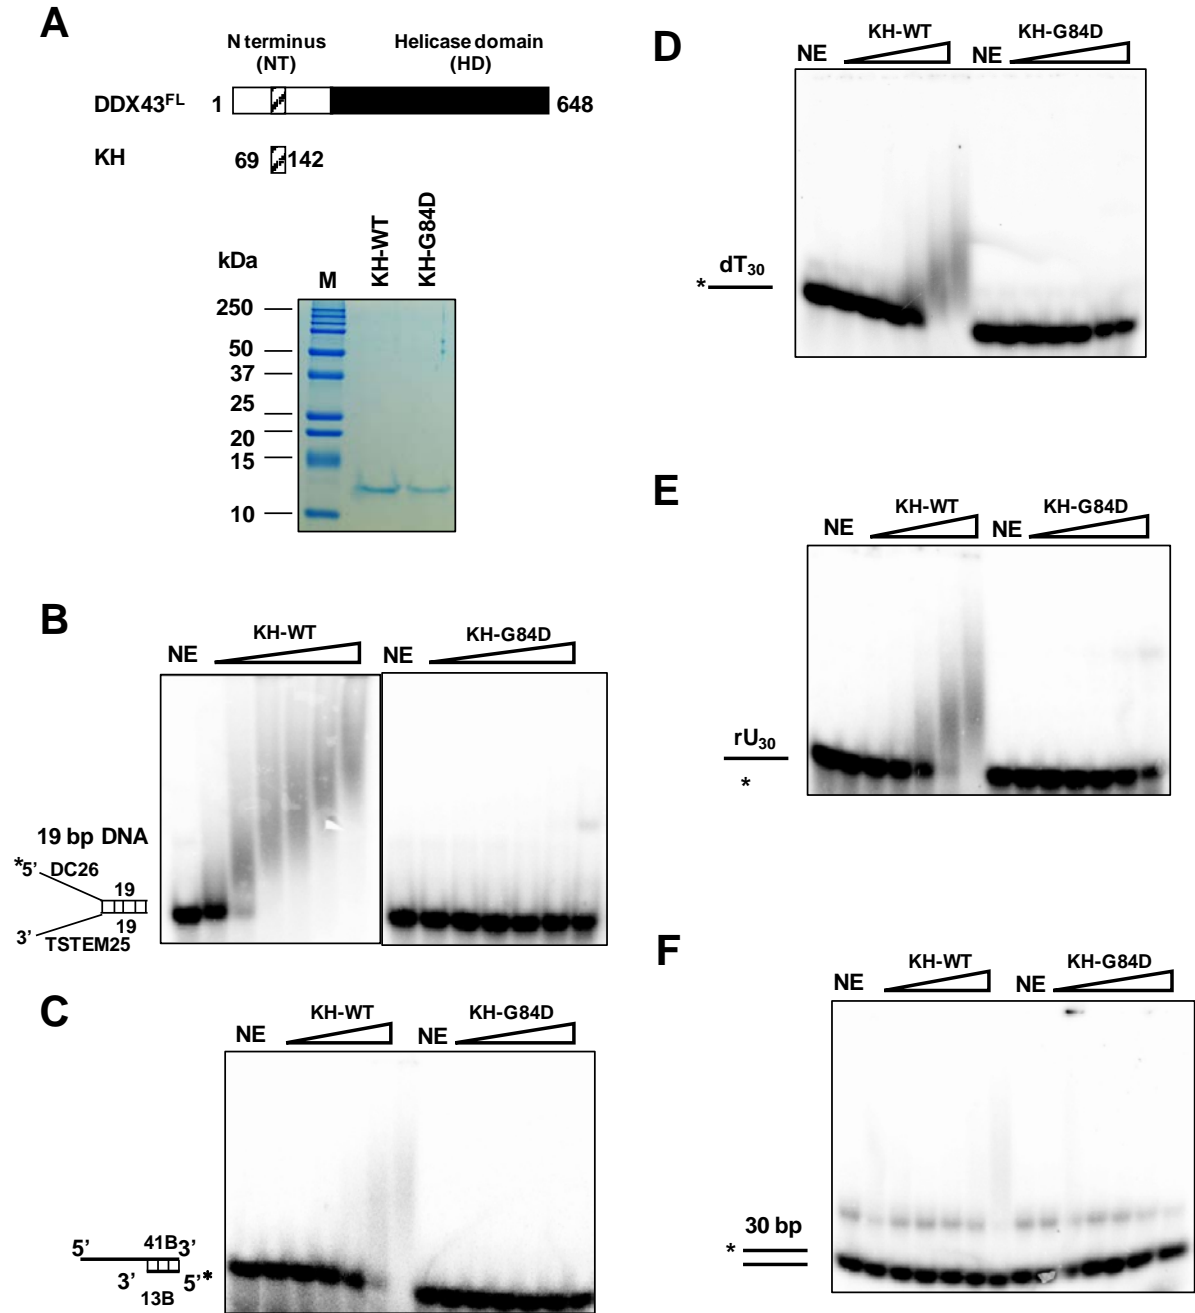 A
N terminus
(NT)
Helicase domain
(HD)
DDX43FL 1
648
KH 69 142
kDa
M
KH-WT
KH-G84D
250
50
37
25
20
15
10
B
NE
KH-WT
NE
KH-G84D
19 bp DNA
*5’ DC26
19
19
3’ TSTEM25
C
NE
KH-WT
NE
KH-G84D
5’ 41B 3’
3’ 5’*
13B
D
NE
KH-WT
NE
KH-G84D
* dT30
E
NE
KH-WT
NE
KH-G84D
rU30
*
F
NE
KH-WT
NE
KH-G84D
30 bp
*